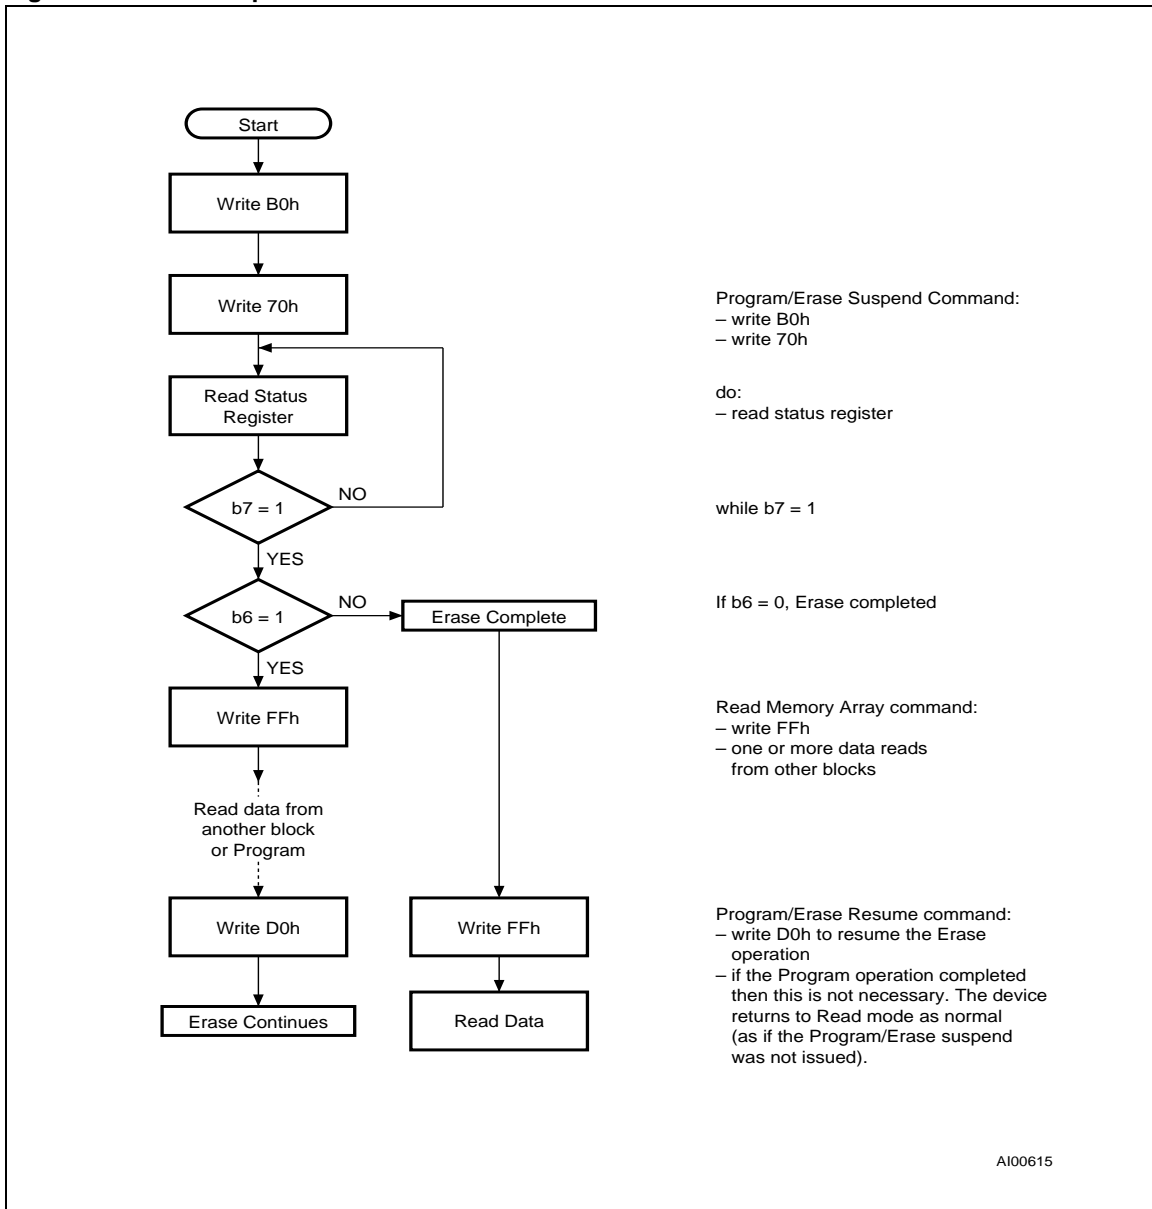 Start
Write B0h
Write 70h
Program/Erase Suspend Command:
– write B0h
– write 70h
Read Status
Register
do:
– read status register
b7 = 1
NO
while b7 = 1
YES
b6 = 1
NO
Erase Complete
If b6 = 0, Erase completed
YES
Write FFh
Read Memory Array command:
– write FFh
– one or more data reads
from other blocks
Read data from
another block
or Program
Write D0h
Write FFh
Program/Erase Resume command:
– write D0h to resume the Erase
operation
– if the Program operation completed
then this is not necessary. The device
returns to Read mode as normal
(as if the Program/Erase suspend
was not issued).
Erase Continues
Read Data
AI00615